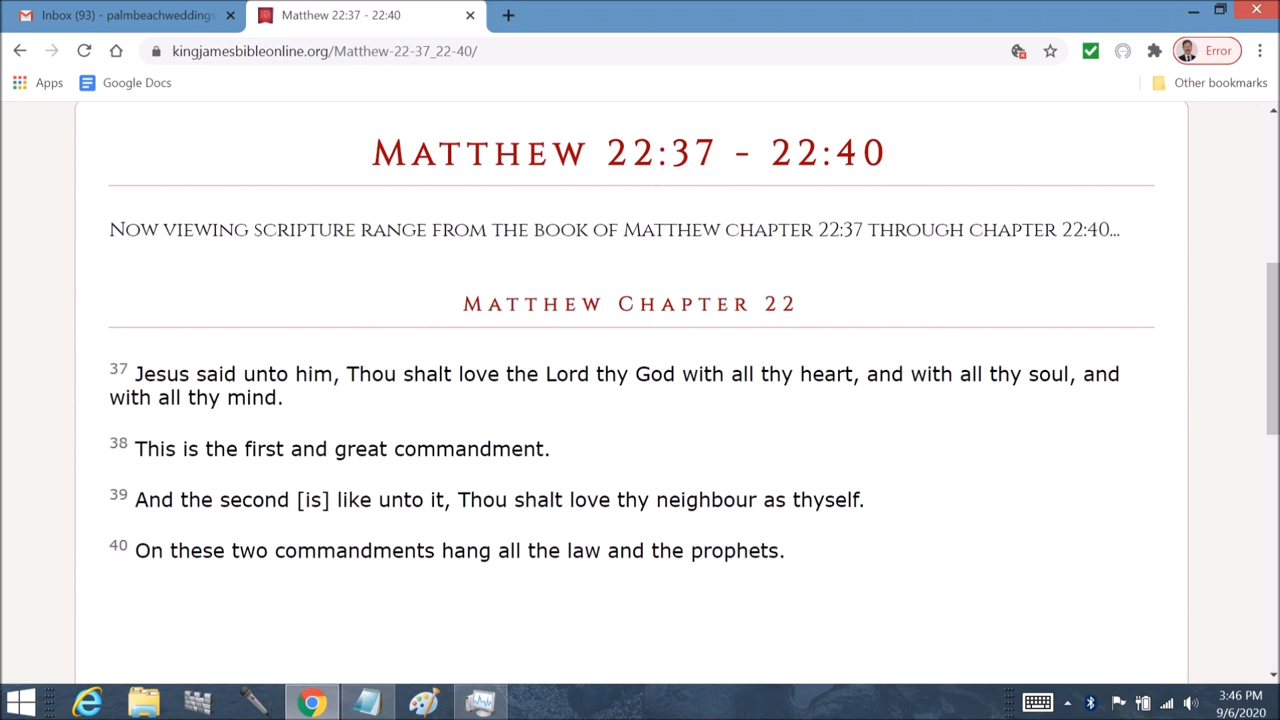 Inbox (93) - palmbeachweddings
Matthew 22:37 - 22:40
kingjamesbibleonline.org/Matthew-22-37_22-40/
Error
Apps
Google Docs
Other bookmarks
Matthew 22:37 - 22:40
Now viewing scripture range from the book of Matthew chapter 22:37 through chapter 22:40...
Matthew Chapter 22
37 Jesus said unto him, Thou shalt love the Lord thy God with all thy heart, and with all thy soul, and
with all thy mind.
38 This is the first and great commandment.
39 And the second [is] like unto it, Thou shalt love thy neighbour as thyself.
40 On these two commandments hang all the law and the prophets.
3:46 PM
9/6/2020